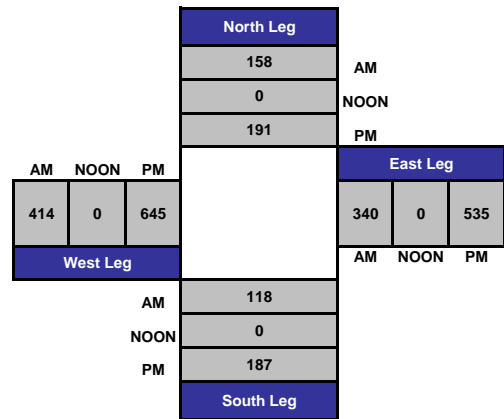 North Leg
158 AM
0 NOON
191 PM
AM NOON PM
East Leg
414 0 645
340 0 535
West Leg
AM NOON PM
AM 118
NOON 0
PM 187
South Leg